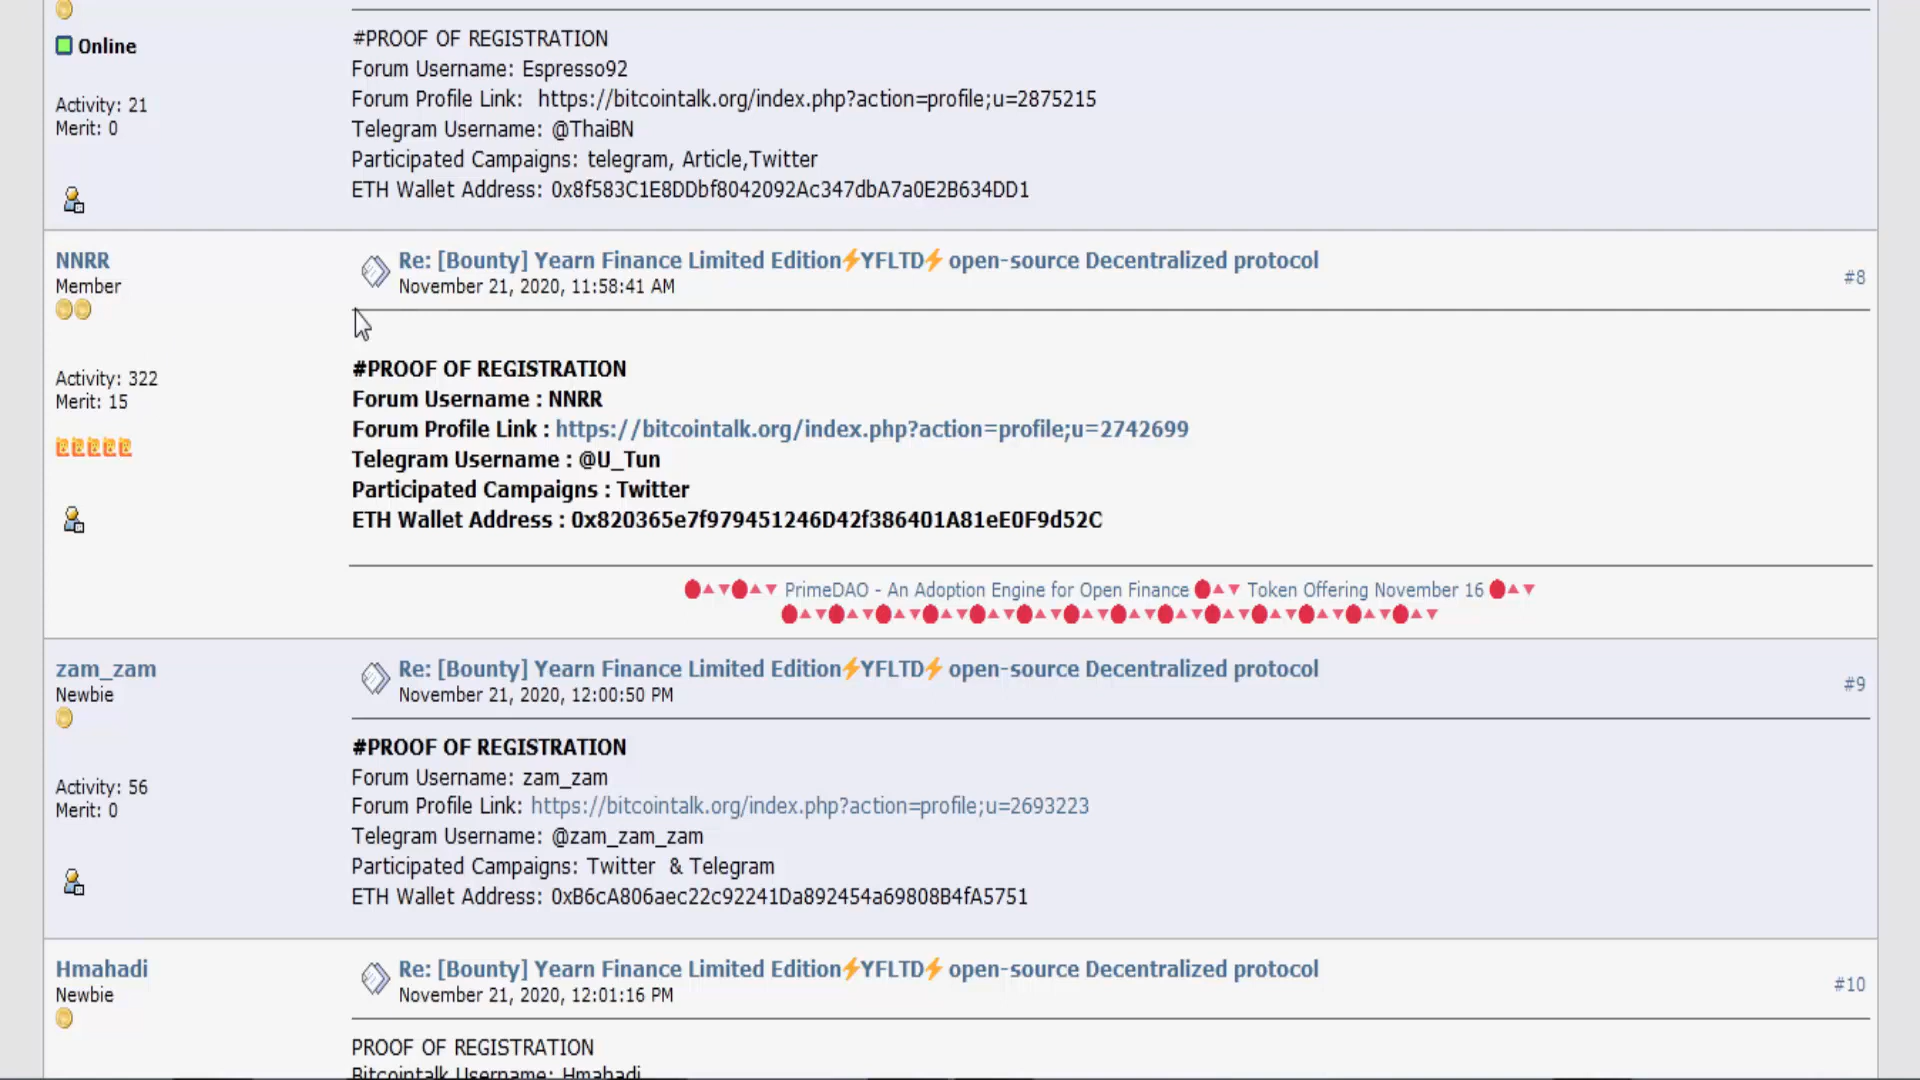 Online
Activity: 21
Merit: 0
#PROOF OF REGISTRATION
Forum Username: Espresso92
Forum Profile Link: https://bitcointalk.org/index.php?action=profile;u=2875215
Telegram Username: @ThaiBN
Participated Campaigns: telegram, Article,Twitter
ETH Wallet Address: 0x8f583C1E8DDbf8042092Ac347dbA7a0E2B634DD1
NNRR
Member
Activity: 322
Merit: 15
Re: [Bounty] Yearn Finance Limited Edition⚡YFLTD⚡ open-source Decentralized protocol
November 21, 2020, 11:58:41 AM
#8
#PROOF OF REGISTRATION
Forum Username : NNRR
Forum Profile Link : https://bitcointalk.org/index.php?action=profile;u=2742699
Telegram Username : @U_Tun
Participated Campaigns : Twitter
ETH Wallet Address : 0x820365e7f979451246D42f386401A81eE0F9d52C
PrimeDAO - An Adoption Engine for Open Finance Token Offering November 16
zam_zam
Newbie
Activity: 56
Merit: 0
Re: [Bounty] Yearn Finance Limited Edition⚡YFLTD⚡ open-source Decentralized protocol
November 21, 2020, 12:00:50 PM
#9
#PROOF OF REGISTRATION
Forum Username: zam_zam
Forum Profile Link: https://bitcointalk.org/index.php?action=profile;u=2693223
Telegram Username: @zam_zam_zam
Participated Campaigns: Twitter & Telegram
ETH Wallet Address: 0xB6cA806aec22c92241Da892454a69808B4fA5751
Hmahadi
Newbie
Re: [Bounty] Yearn Finance Limited Edition⚡YFLTD⚡ open-source Decentralized protocol
November 21, 2020, 12:01:16 PM
#10
PROOF OF REGISTRATION
Bitcointalk Username: Hmahadi